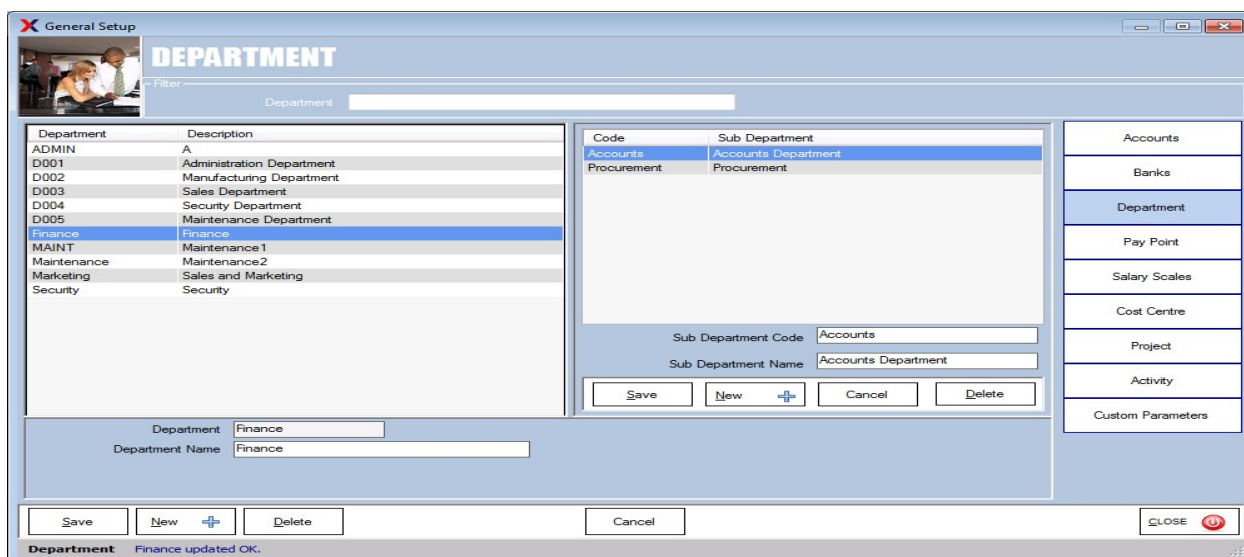 General Setup
DEPARTMENT
Filter
Department
Department Description
ADMIN A
D001 Administration Department
D002 Manufacturing Department
D003 Sales Department
D004 Security Department
D005 Maintenance Department
Finance Finance
MAINT Maintenance1
Maintenance Maintenance2
Marketing Sales and Marketing
Security Security
Code Sub Department
Accounts Accounts Department
Procurement Procurement
Sub Department Code Accounts
Sub Department Name Accounts Department
Save New Cancel Delete
Accounts
Banks
Department
Pay Point
Salary Scales
Cost Centre
Project
Activity
Custom Parameters
Department Finance
Department Name Finance
Save New Delete Cancel CLOSE
Department Finance updated OK.